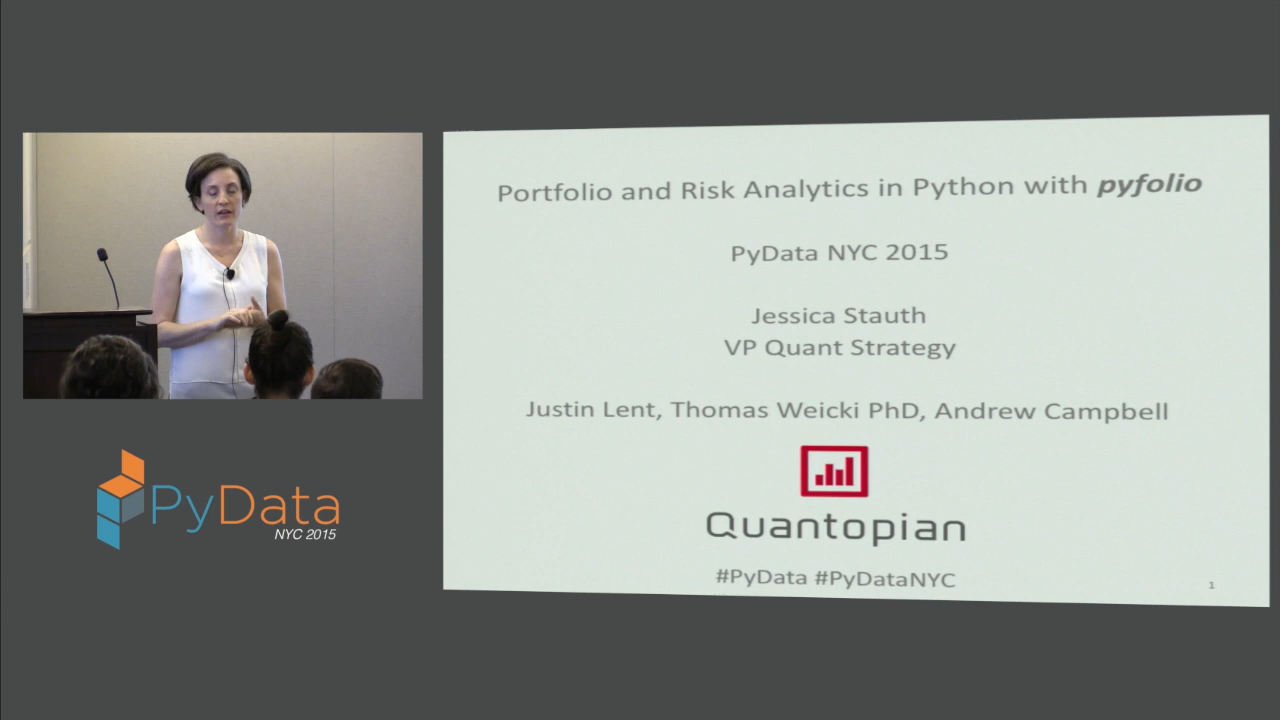 Portfolio and Risk Analytics in Python with pyfolio
PyData NYC 2015
Jessica Stauth
VP Quant Strategy
Justin Lent, Thomas Weicki PhD, Andrew Campbell
Quantopian
#PyData #PyDataNYC
1
PyData
NYC 2015